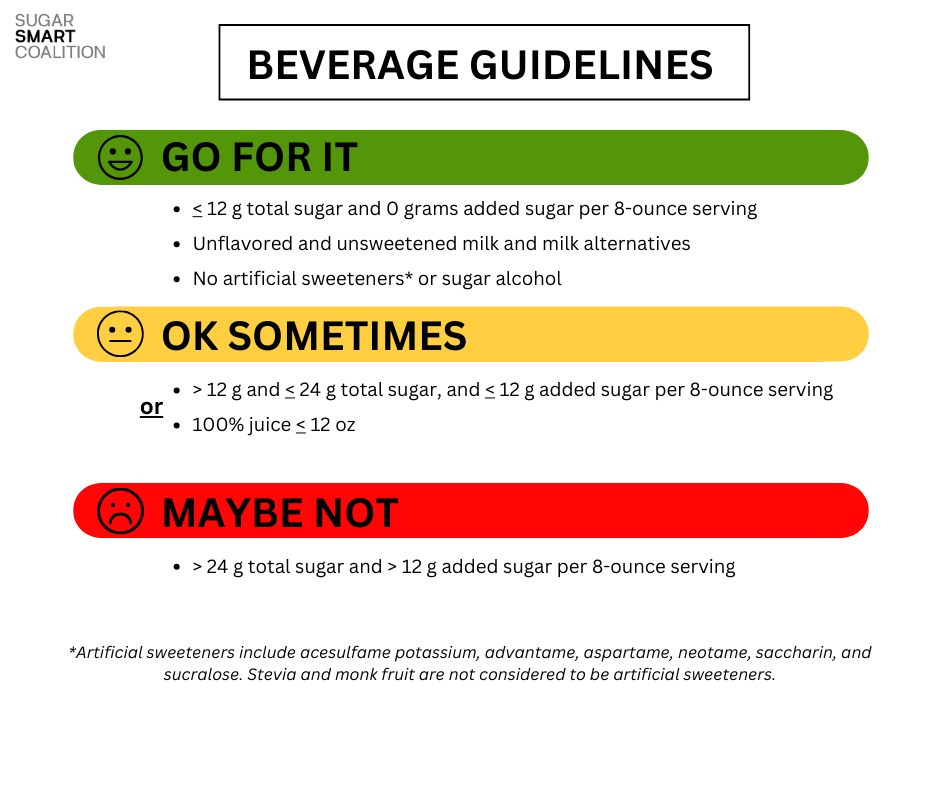 SUGAR
SMART
COALITION
BEVERAGE GUIDELINES
GO FOR IT
• ≤ 12 g total sugar and 0 grams added sugar per 8-ounce serving
• Unflavored and unsweetened milk and milk alternatives
• No artificial sweeteners* or sugar alcohol
OK SOMETIMES
• > 12 g and ≤ 24 g total sugar, and ≤ 12 g added sugar per 8-ounce serving
or
• 100% juice ≤ 12 oz
MAYBE NOT
• > 24 g total sugar and > 12 g added sugar per 8-ounce serving
*Artificial sweeteners include acesulfame potassium, advantame, aspartame, neotame, saccharin, and
sucralose. Stevia and monk fruit are not considered to be artificial sweeteners.